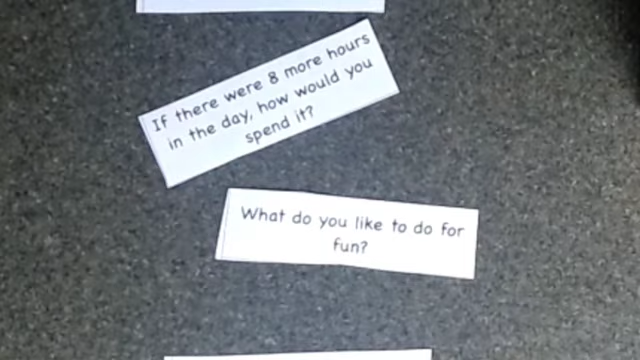 If there were 8 more hours
in the day, how would you
spend it?
What do you like to do for
fun?